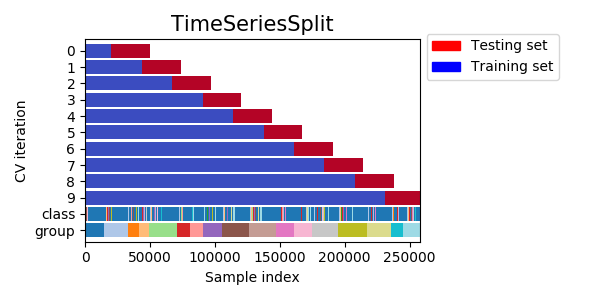 TimeSeriesSplit
Testing set
Training set
CV iteration
0
1
2
3
4
5
6
7
8
9
class
group
0 50000 100000 150000 200000 250000
Sample index